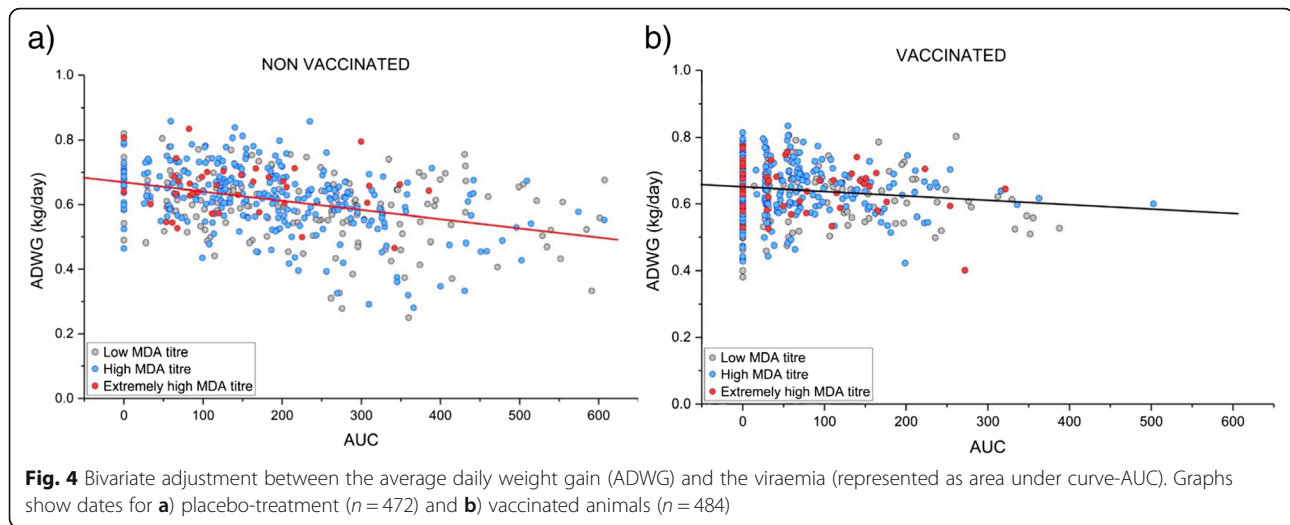 a)
NON VACCINATED
1.0
0.8
0.6
0.4
0.2
0.0
ADWG (kg/day)
Low MDA titre
High MDA titre
Extremely high MDA titre
0 100 200 300 400 500 600
AUC
b)
VACCINATED
1.0
0.8
0.6
0.4
0.2
0.0
ADWG (kg/day)
Low MDA titre
High MDA titre
Extremely high MDA titre
0 100 200 300 400 500 600
AUC
Fig. 4 Bivariate adjustment between the average daily weight gain (ADWG) and the viraemia (represented as area under curve-AUC). Graphs
show dates for a) placebo-treatment (n = 472) and b) vaccinated animals (n = 484)